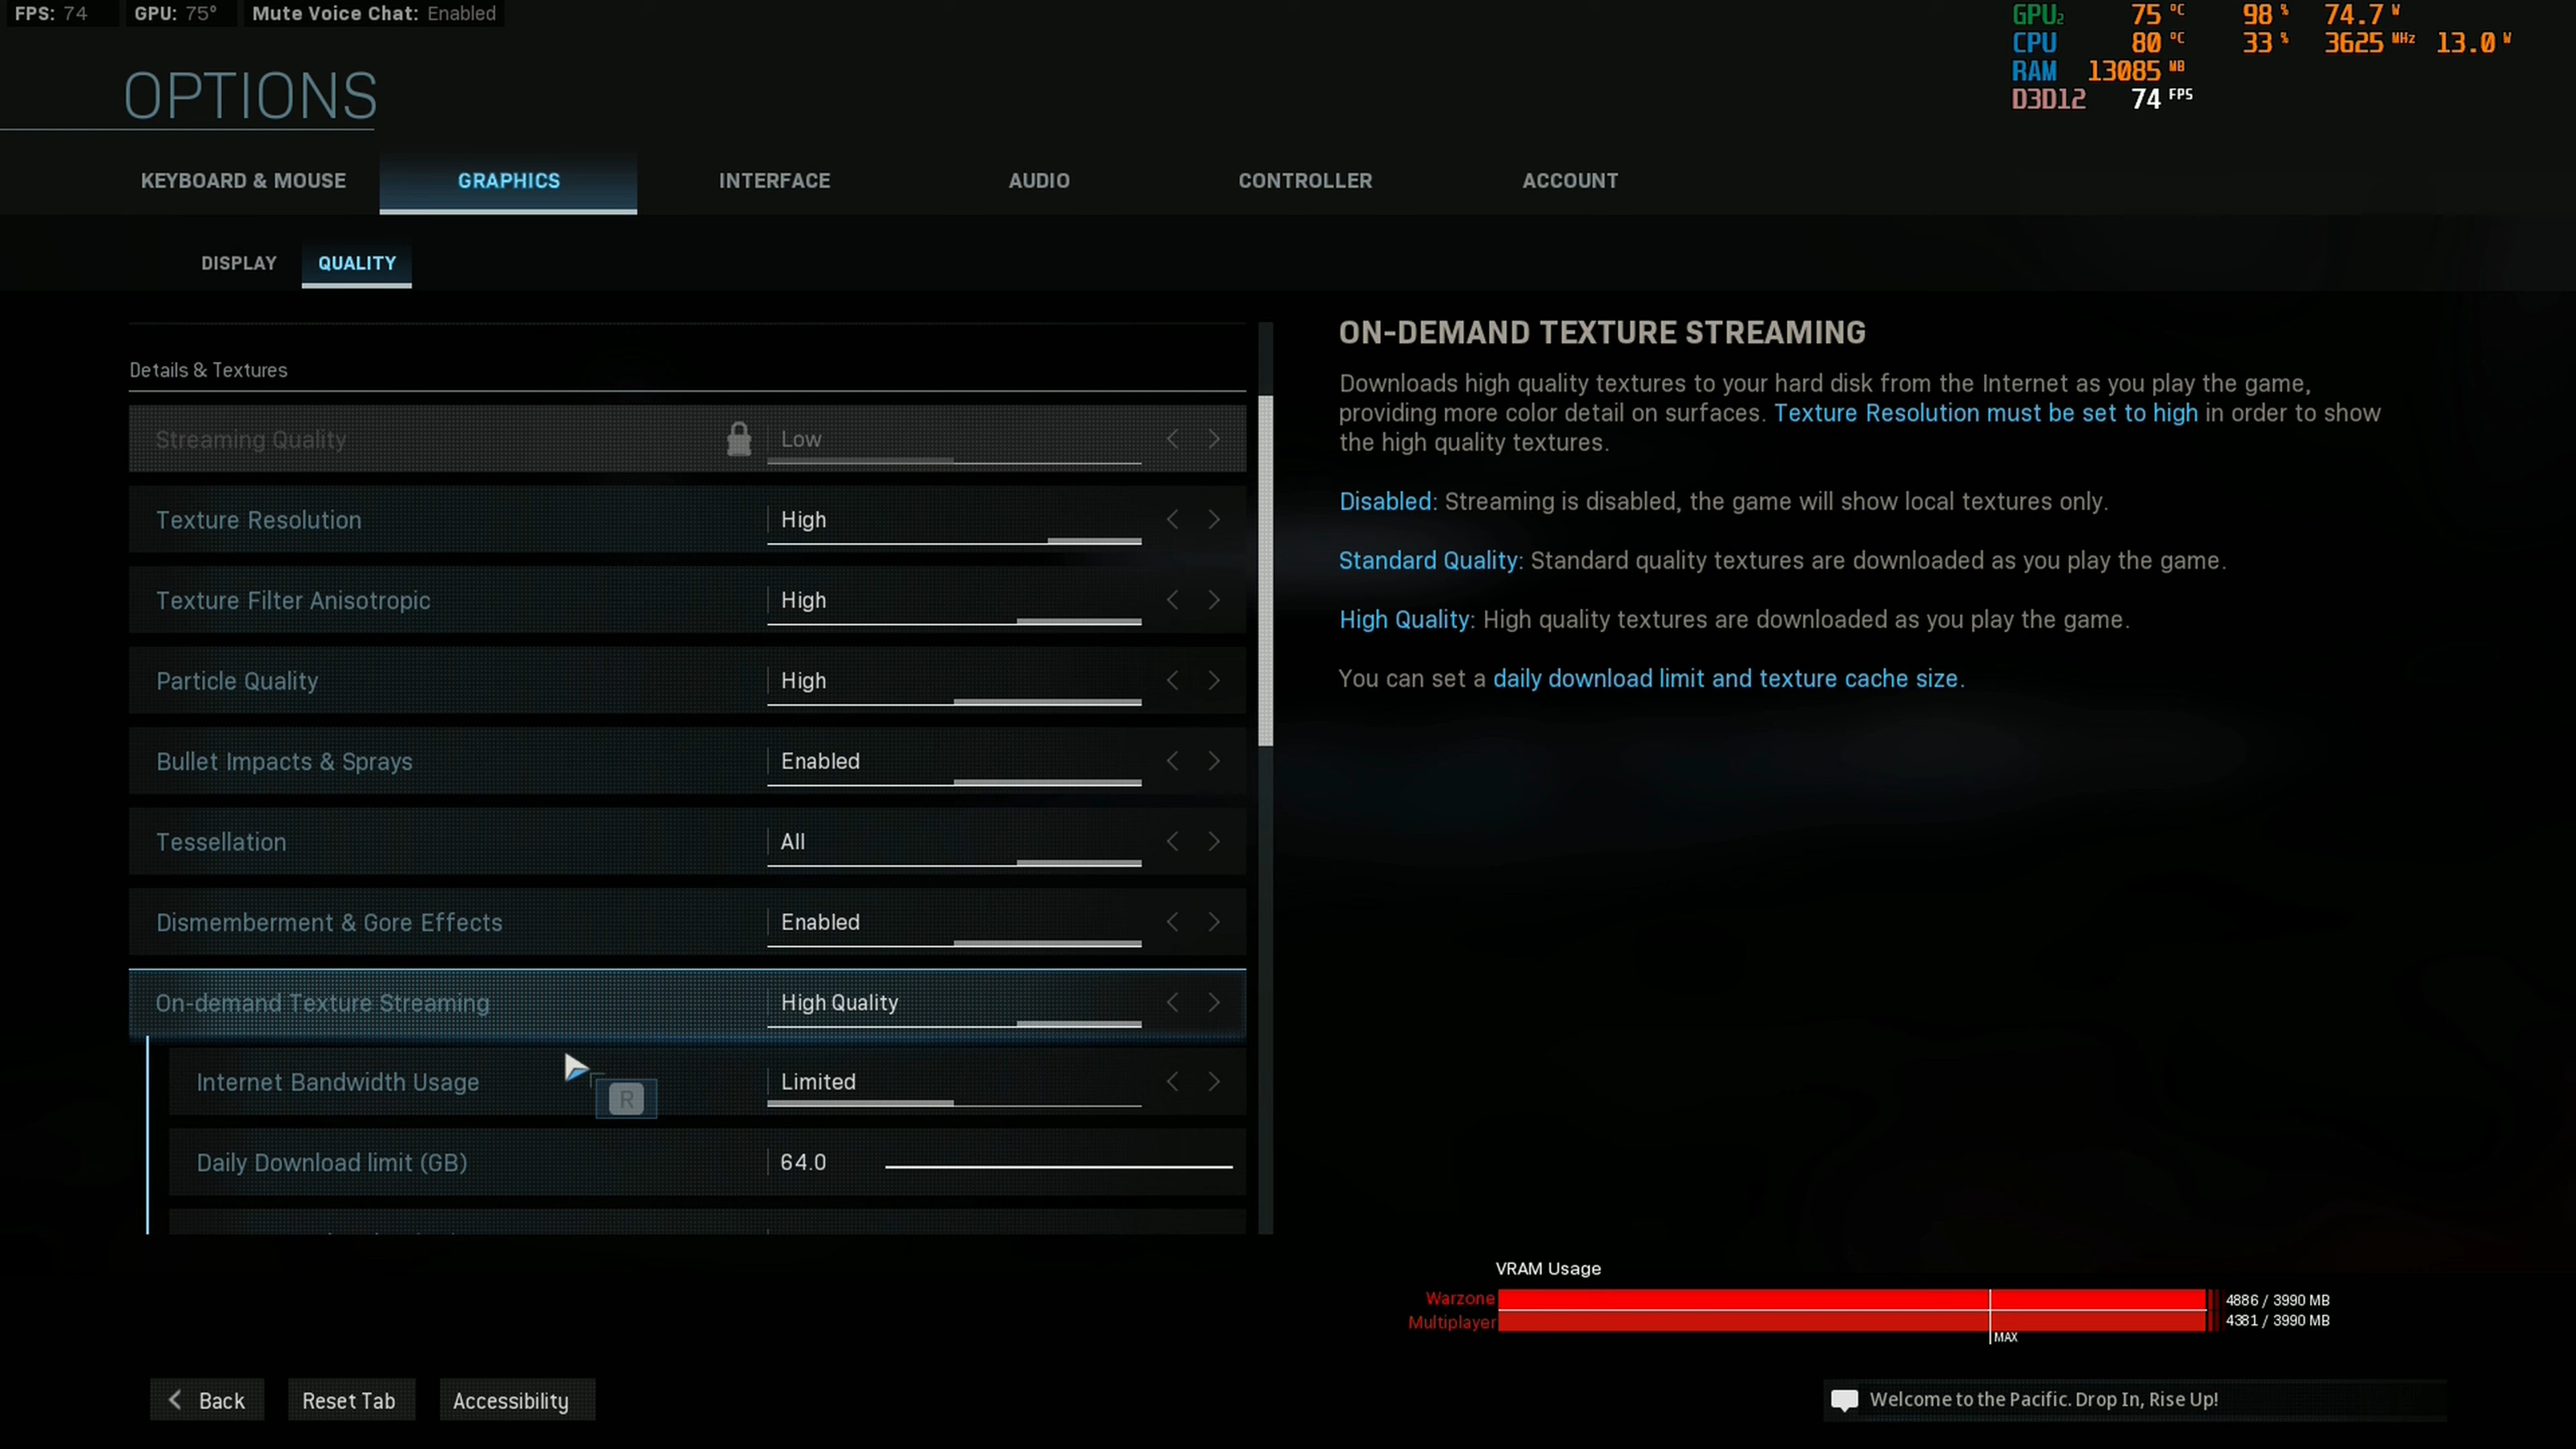 FPS: 74 GPU: 75° Mute Voice Chat: Enabled
GPU2 75 °C 98 % 74.7 W
CPU 80 °C 33 % 3625 MHz 13.0 W
RAM 13085 MB
D3D12 74 FPS
OPTIONS
KEYBOARD & MOUSE GRAPHICS INTERFACE AUDIO CONTROLLER ACCOUNT
DISPLAY QUALITY
Details & Textures
Streaming Quality Low
Texture Resolution High
Texture Filter Anisotropic High
Particle Quality High
Bullet Impacts & Sprays Enabled
Tessellation All
Dismemberment & Gore Effects Enabled
On-demand Texture Streaming High Quality
Internet Bandwidth Usage Limited
R
Daily Download limit (GB) 64.0
ON-DEMAND TEXTURE STREAMING
Downloads high quality textures to your hard disk from the Internet as you play the game,
providing more color detail on surfaces. Texture Resolution must be set to high in order to show
the high quality textures.
Disabled: Streaming is disabled, the game will show local textures only.
Standard Quality: Standard quality textures are downloaded as you play the game.
High Quality: High quality textures are downloaded as you play the game.
You can set a daily download limit and texture cache size.
VRAM Usage
Warzone 4886 / 3990 MB
Multiplayer 4381 / 3990 MB
MAX
Back Reset Tab Accessibility
Welcome to the Pacific. Drop In, Rise Up!